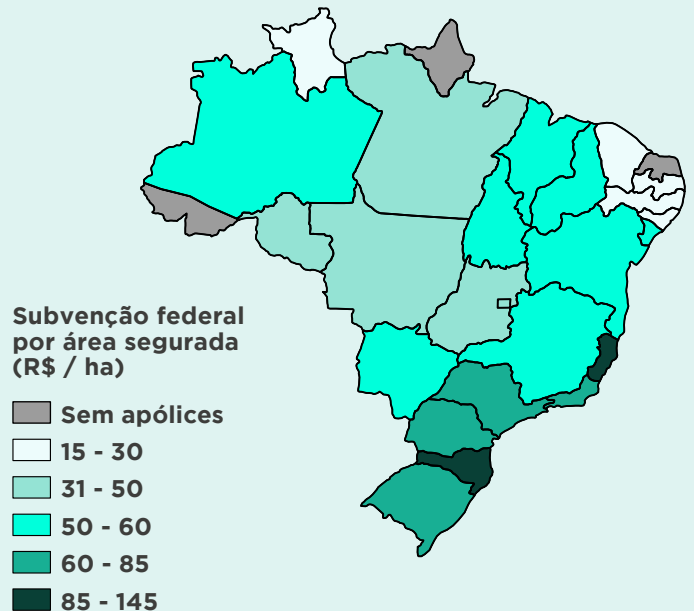 Subvenção federal
por área segurada
(R$ / ha)
Sem apólices
15 - 30
31 - 50
50 - 60
60 - 85
85 - 145